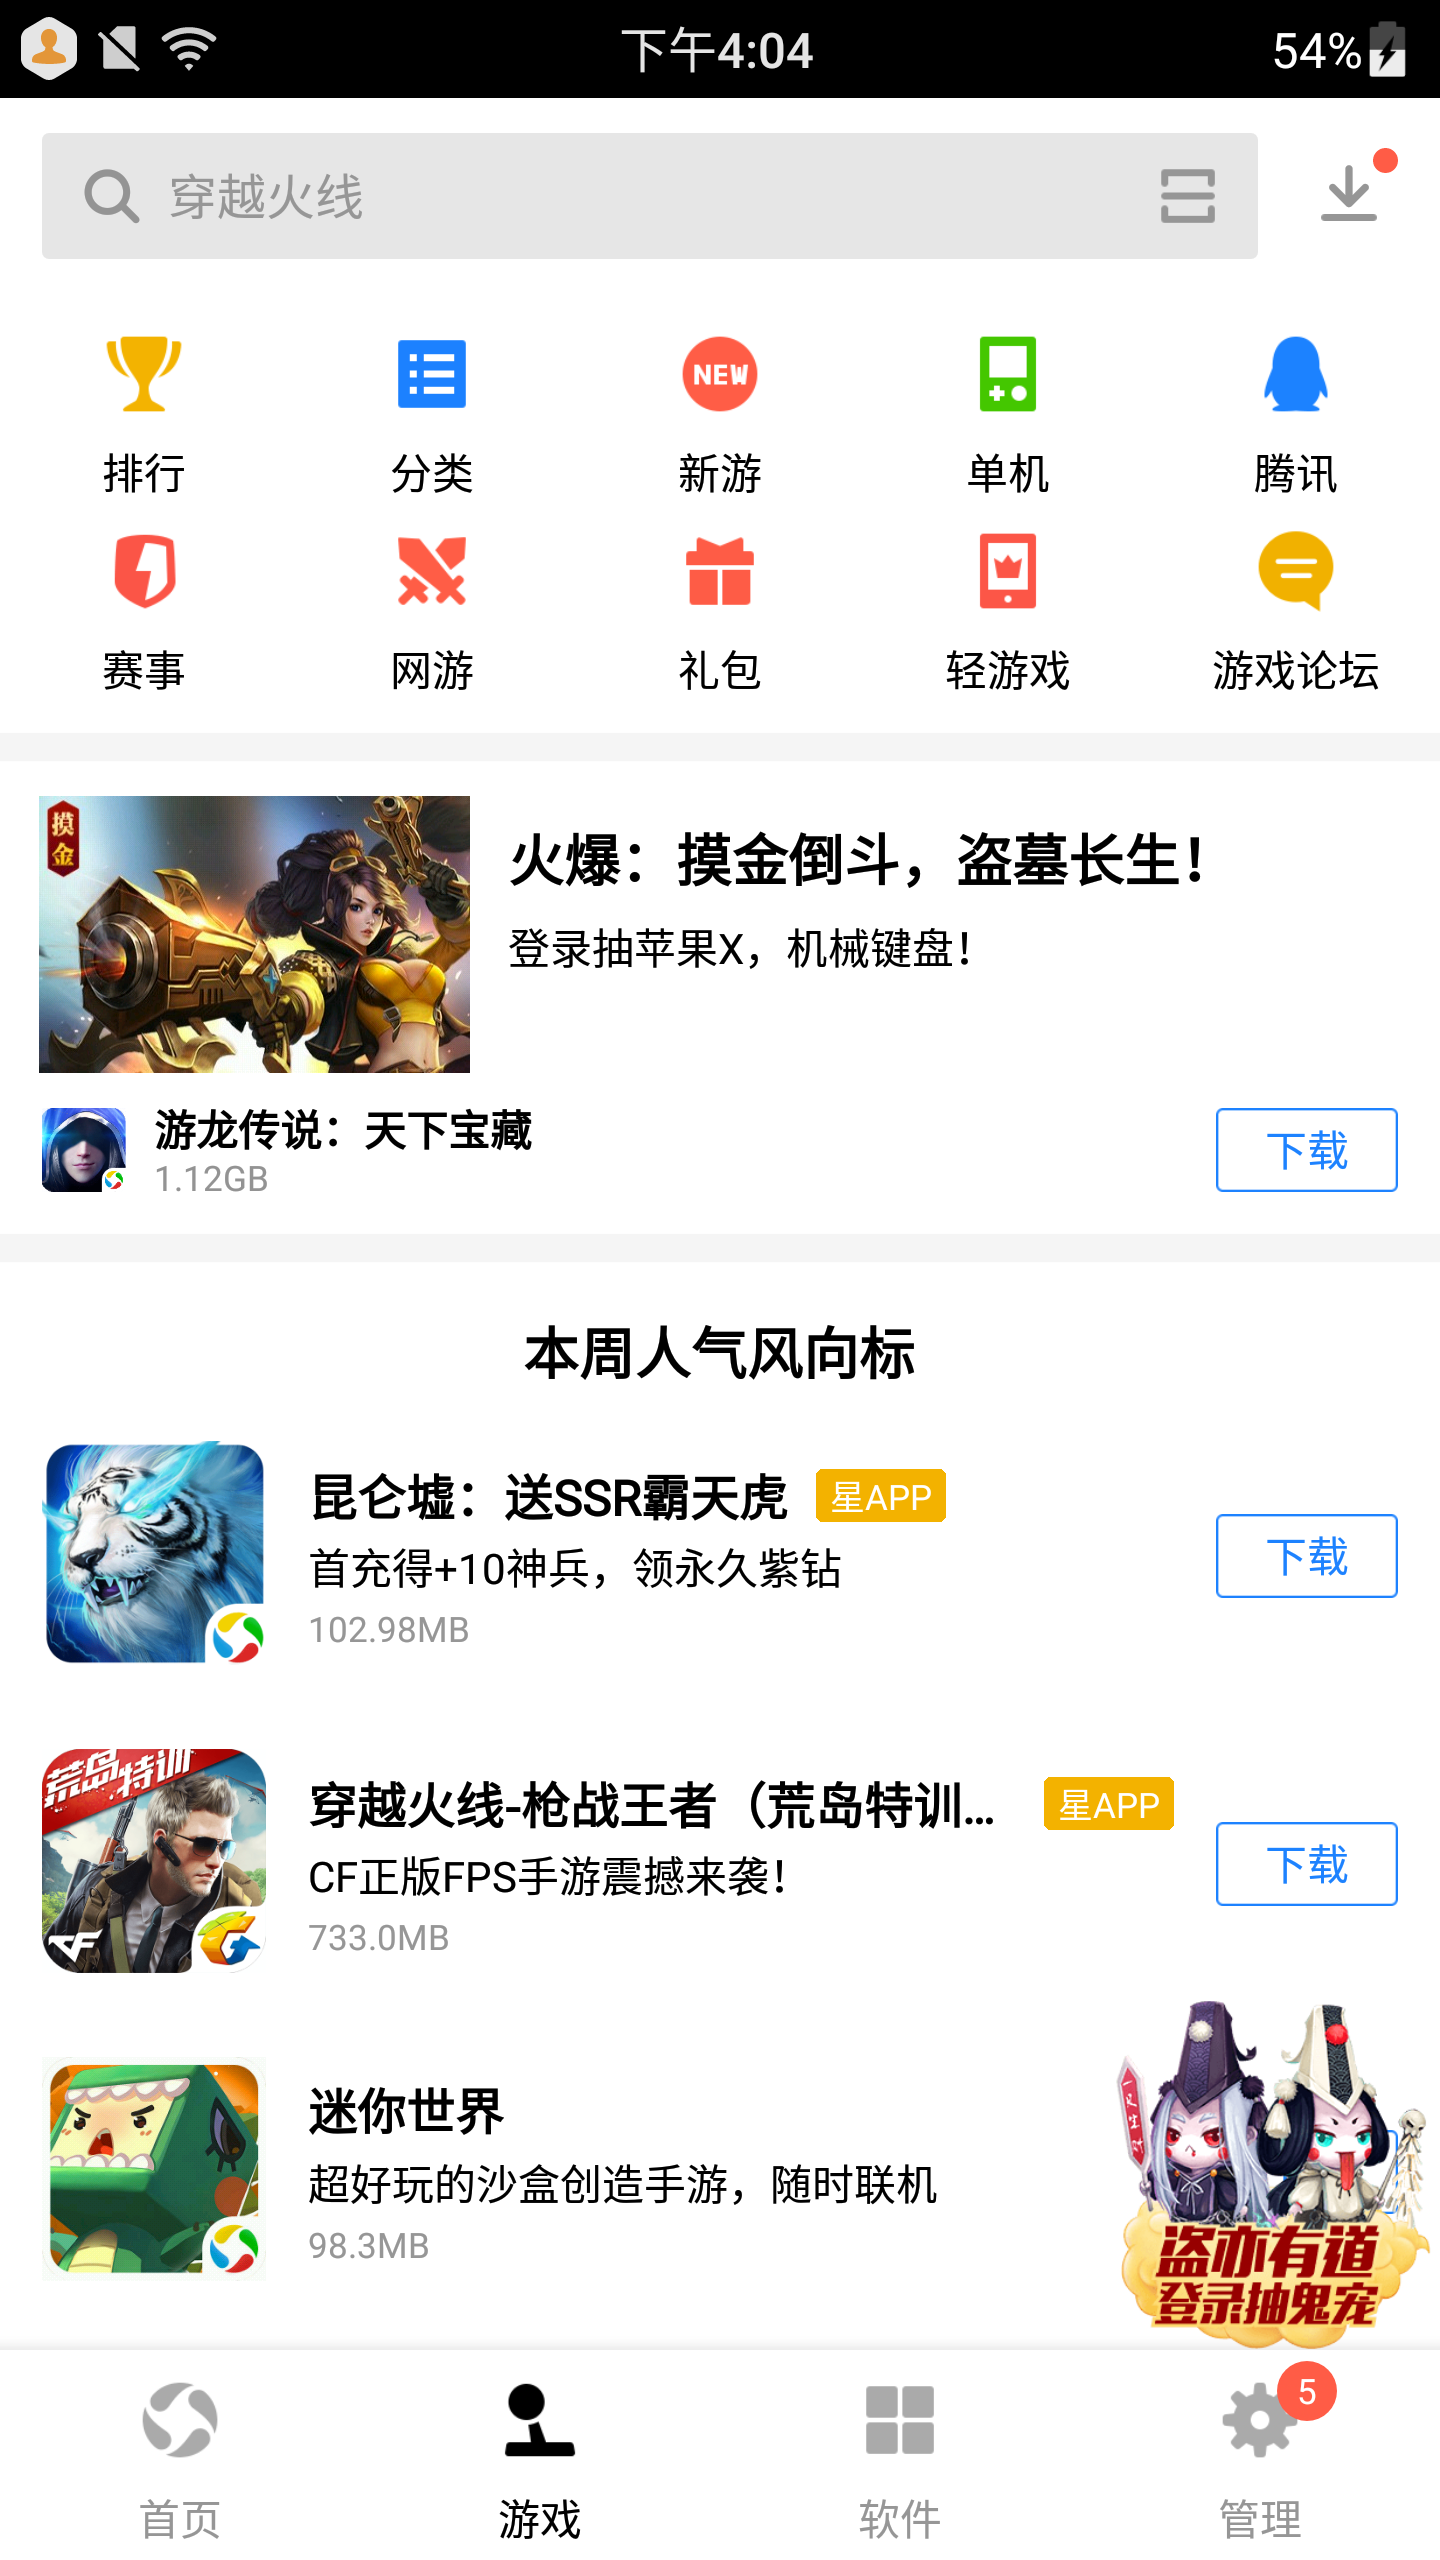 下午4:04
54%
穿越火线
排行
分类
NEW
新游
单机
腾讯
赛事
网游
礼包
轻游戏
游戏论坛
摸金
火爆：摸金倒斗，盗墓长生！
登录抽苹果X，机械键盘！
游龙传说：天下宝藏
1.12GB
下载
本周人气风向标
昆仑墟：送SSR霸天虎
星APP
首充得+10神兵，领永久紫钻
102.98MB
下载
荒岛特训
CF
穿越火线-枪战王者（荒岛特训...
星APP
CF正版FPS手游震撼来袭！
733.0MB
下载
迷你世界
超好玩的沙盒创造手游，随时联机
98.3MB
盗亦有道
登录抽鬼宠
首页
游戏
软件
管理
5